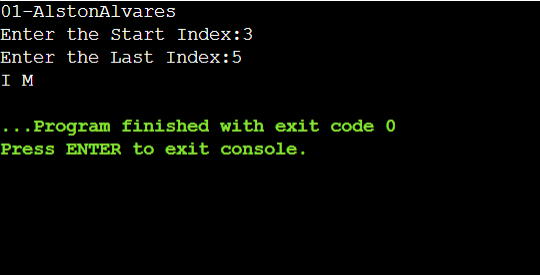 01-AlstonAlvares
Enter the Start Index:3
Enter the Last Index:5
I M
...Program finished with exit code 0
Press ENTER to exit console.